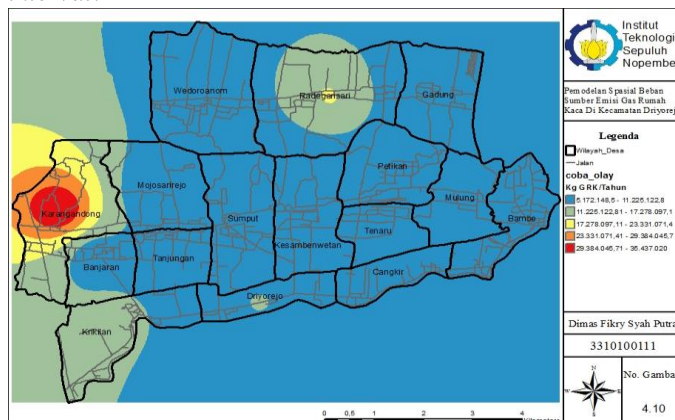 Institut
Teknologi
Sepuluh
Nopember
Pemodelan Spasial Beban
Sumber Emisi Gas Rumah
Kaca Di Kecamatan Driyorejo
Legenda
Wilayah_Desa
Jalan
coba_olay
Kg GRK/Tahun
5.172.148,5 - 11.225.122,8
11.225.122,81 - 17.278.097,1
17.278.097,11 - 23.331.071,4
23.331.071,41 - 29.384.045,7
29.384.045,71 - 35.437.020
Dimas Fikry Syah Putra
3310100111
No. Gambar
4.10
N
Wedoroanom
Radegansari
Gadung
Petikan
Mojosarirejo
Mulung
Bambe
Karangandong
Sumput
Tenaru
Kesambenwetan
Banjaran
Tanjungan
Cangkir
Driyorejo
Krikilan
0 0,5 1 2 3 4
Kilometers